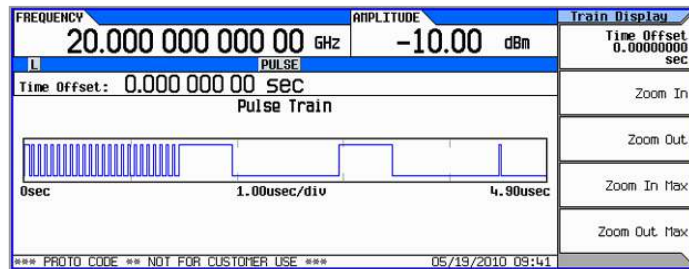 FREQUENCY
AMPLITUDE
20.000 000 000 00 GHz
-10.00 dBm
L
PULSE
Time Offset: 0.000 000 00 sec
Pulse Train
0sec
1.00usec/div
4.90usec
*** PROTO CODE ** NOT FOR CUSTOMER USE ***
05/19/2010 09:41
Train Display
Time Offset
0.00000000
sec
Zoom In
Zoom Out
Zoom In Max
Zoom Out Max